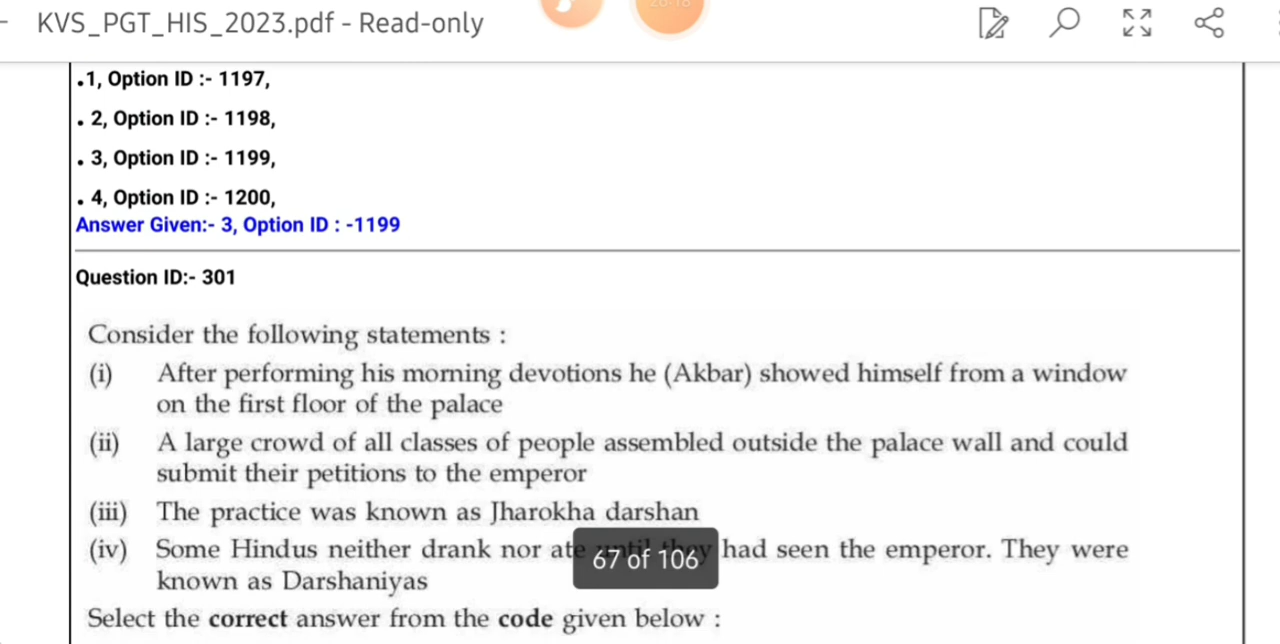 KVS_PGT_HIS_2023.pdf - Read-only
.1, Option ID :- 1197,
. 2, Option ID :- 1198,
. 3, Option ID :- 1199,
. 4, Option ID :- 1200,
Answer Given:- 3, Option ID : -1199
Question ID:- 301
Consider the following statements :
(i) After performing his morning devotions he (Akbar) showed himself from a window
on the first floor of the palace
(ii) A large crowd of all classes of people assembled outside the palace wall and could
submit their petitions to the emperor
(iii) The practice was known as Jharokha darshan
(iv) Some Hindus neither drank nor ate until they had seen the emperor. They were
67 of 106
known as Darshaniyas
Select the correct answer from the code given below :